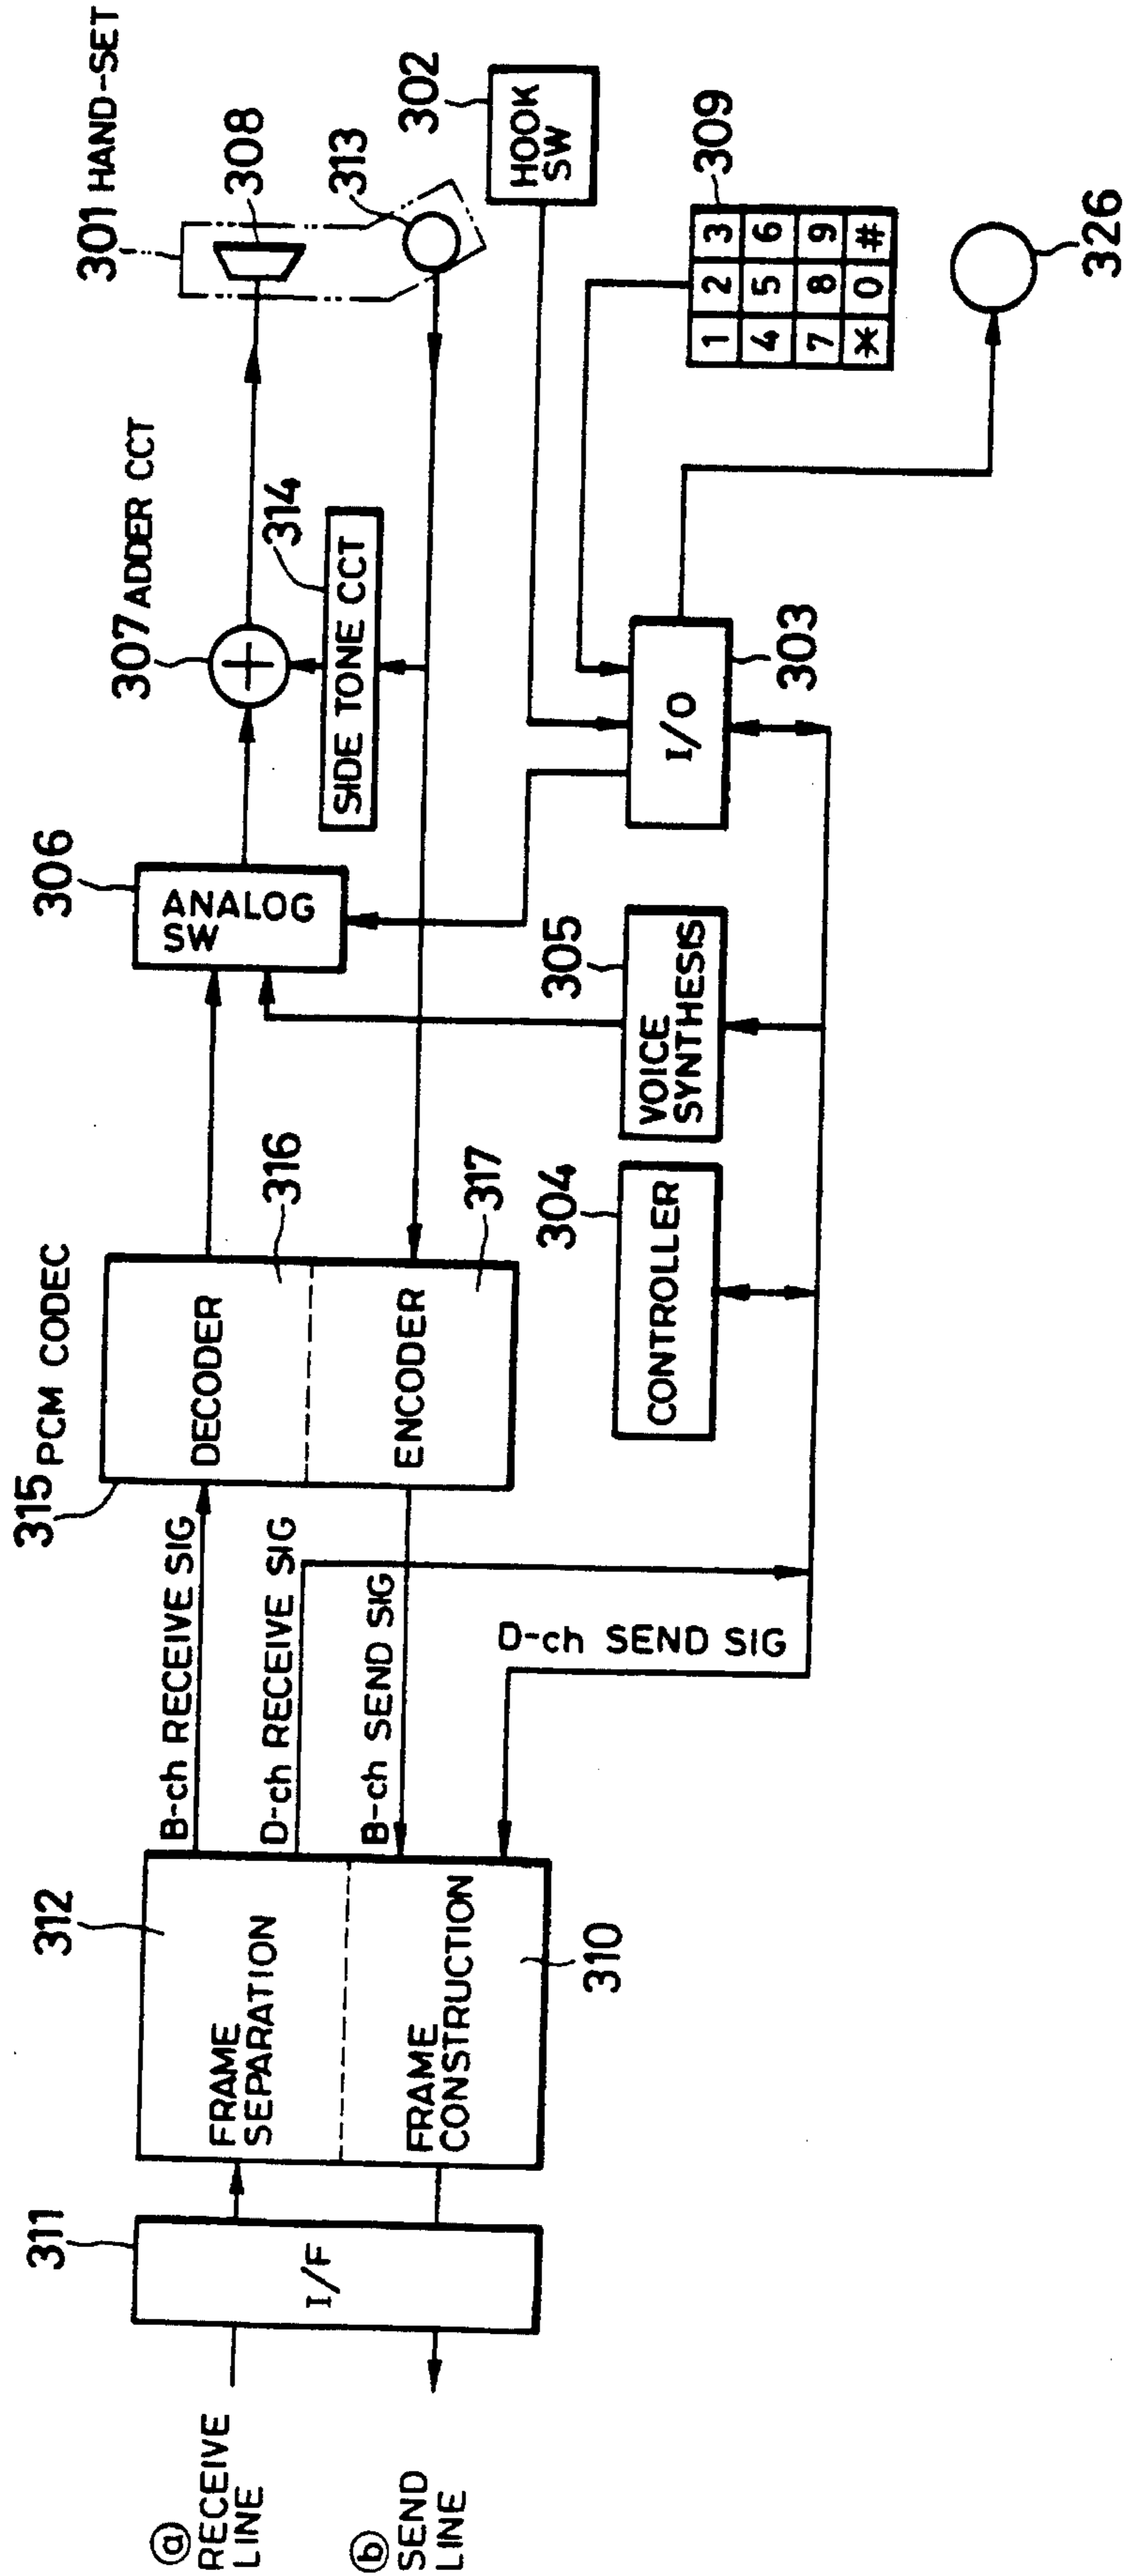 ⓐ
RECEIVE
LINE
ⓑ
SEND
LINE
311
I/F
312
FRAME
SEPARATION
FRAME
CONSTRUCTION
310
B-ch RECEIVE SIG
D-ch RECEIVE SIG
B-ch SEND SIG
D-ch SEND SIG
315 PCM CODEC
DECODER
316
ENCODER
317
304
CONTROLLER
305
VOICE
SYNTHESIS
306
ANALOG
SW
307 ADDER CCT
314
SIDE TONE CCT
I/O
303
301 HAND-SET
308
313
302
HOOK
SW
309
1 2 3
4 5 6
7 8 9
* 0 #
326